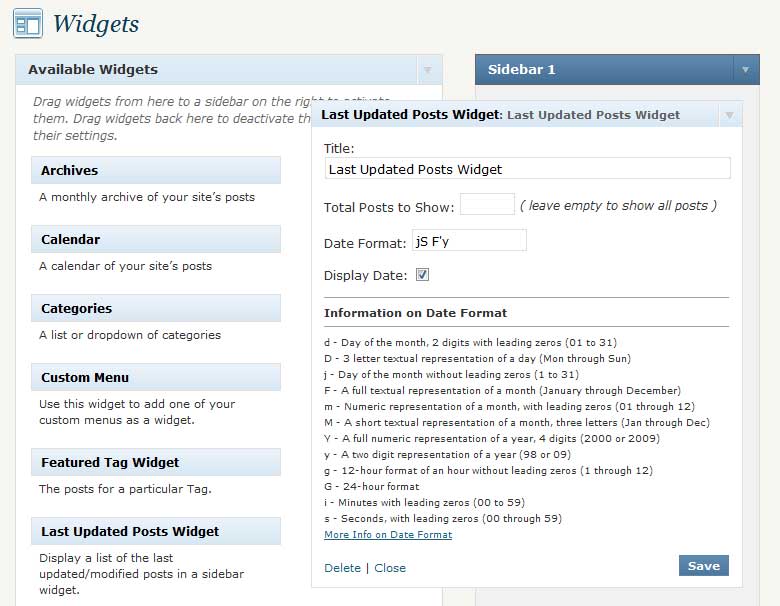 Widgets
Available Widgets
Drag widgets from here to a sidebar on the right to activate
them. Drag widgets back here to deactivate th
their settings.
Archives
A monthly archive of your site's posts
Calendar
A calendar of your site's posts
Categories
A list or dropdown of categories
Custom Menu
Use this widget to add one of your
custom menus as a widget.
Featured Tag Widget
The posts for a particular Tag.
Last Updated Posts Widget
Display a list of the last
updated/modified posts in a sidebar
widget.
Sidebar 1
Last Updated Posts Widget: Last Updated Posts Widget
Title:
Last Updated Posts Widget
Total Posts to Show: ( leave empty to show all posts )
Date Format: jS F'y
Display Date:
Information on Date Format
d - Day of the month, 2 digits with leading zeros (01 to 31)
D - 3 letter textual representation of a day (Mon through Sun)
j - Day of the month without leading zeros (1 to 31)
F - A full textual representation of a month (January through December)
m - Numeric representation of a month, with leading zeros (01 through 12)
M - A short textual representation of a month, three letters (Jan through Dec)
Y - A full numeric representation of a year, 4 digits (2000 or 2009)
y - A two digit representation of a year (98 or 09)
g - 12-hour format of an hour without leading zeros (1 through 12)
G - 24-hour format
i - Minutes with leading zeros (00 to 59)
s - Seconds, with leading zeros (00 through 59)
More Info on Date Format
Delete | Close
Save